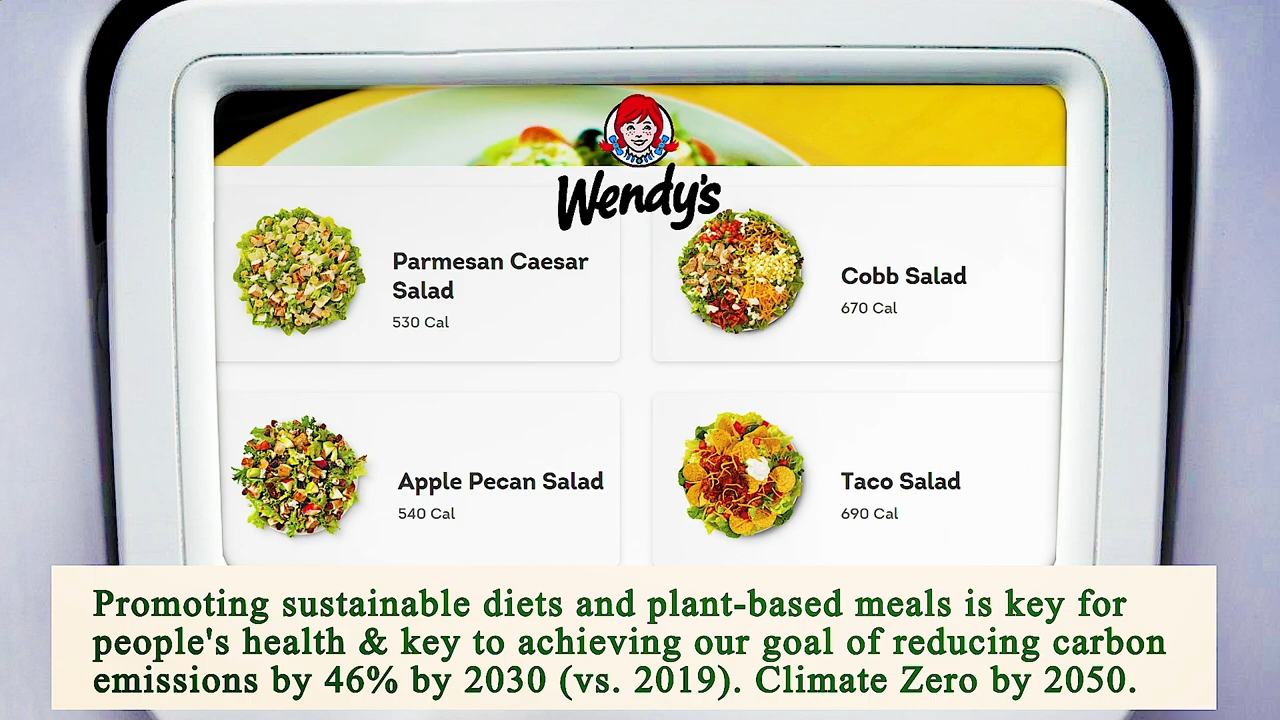 Wendy's
Parmesan Caesar
Salad
530 Cal
Cobb Salad
670 Cal
Apple Pecan Salad
540 Cal
Taco Salad
690 Cal
Promoting sustainable diets and plant-based meals is key for
people's health & key to achieving our goal of reducing carbon
emissions by 46% by 2030 (vs. 2019). Climate Zero by 2050.